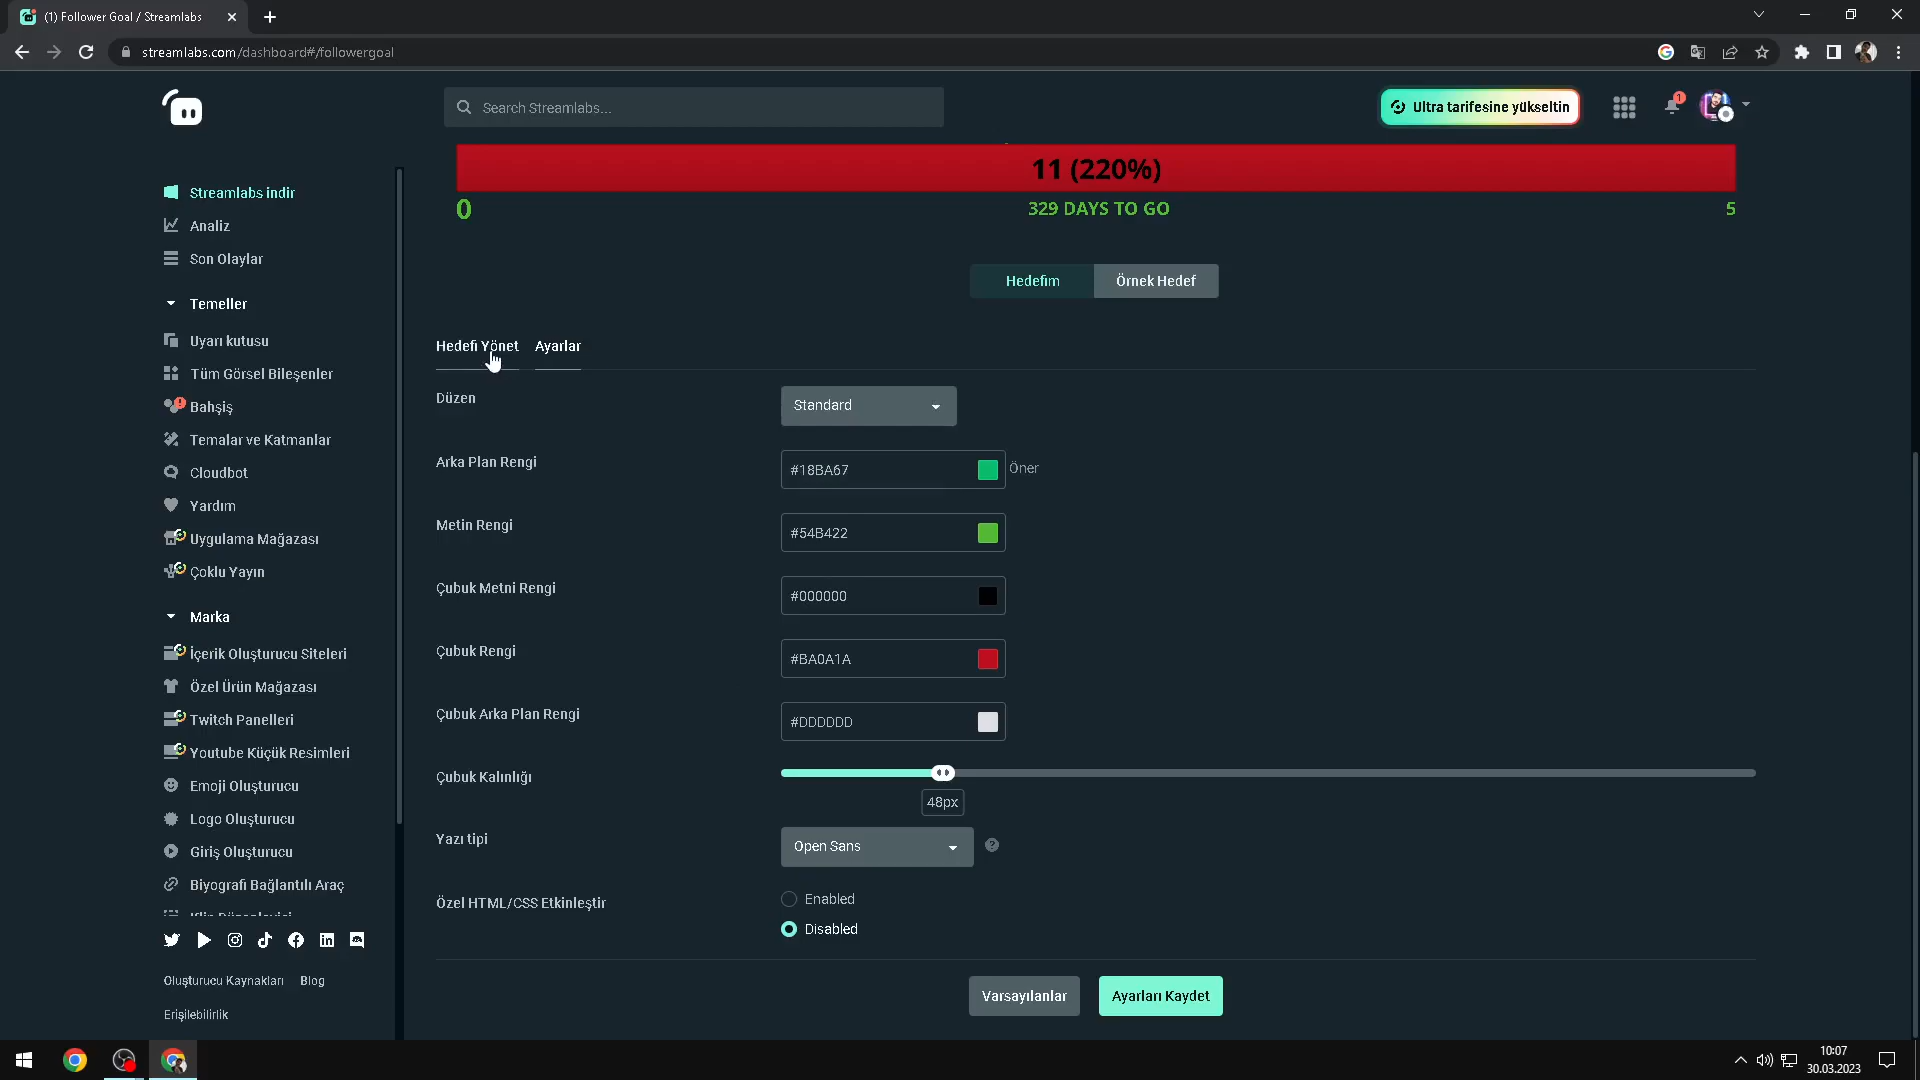 (1) Follower Goal / Streamlabs
streamlabs.com/dashboard#/followergoal
Search Streamlabs...
Ultra tarifesine yükseltin
1
11 (220%)
0
329 DAYS TO GO
5
Hedefim
Örnek Hedef
Streamlabs indir
Analiz
Son Olaylar
Temeller
Uyarı kutusu
Tüm Görsel Bileşenler
Bahşiş
Temalar ve Katmanlar
Cloudbot
Yardım
Uygulama Mağazası
Çoklu Yayın
Marka
İçerik Oluşturucu Siteleri
Özel Ürün Mağazası
Twitch Panelleri
Youtube Küçük Resimleri
Emoji Oluşturucu
Logo Oluşturucu
Giriş Oluşturucu
Biyografi Bağlantılı Araç
Oluşturucu Kaynakları
Blog
Erişilebilirlik
Hedefi Yönet
Ayarlar
Düzen
Standard
Arka Plan Rengi
#18BA67
Öner
Metin Rengi
#54B422
Çubuk Metni Rengi
#000000
Çubuk Rengi
#BA0A1A
Çubuk Arka Plan Rengi
#DDDDDD
Çubuk Kalınlığı
48px
Yazı tipi
Open Sans
Özel HTML/CSS Etkinleştir
Enabled
Disabled
Varsayılanlar
Ayarları Kaydet
10:07
30.03.2023